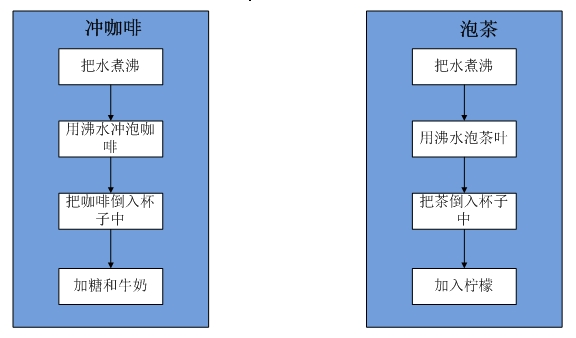 冲咖啡
把水煮沸
用沸水冲泡咖
啡
把咖啡倒入杯
子中
加糖和牛奶
泡茶
把水煮沸
用沸水泡茶叶
把茶倒入杯子
中
加入柠檬